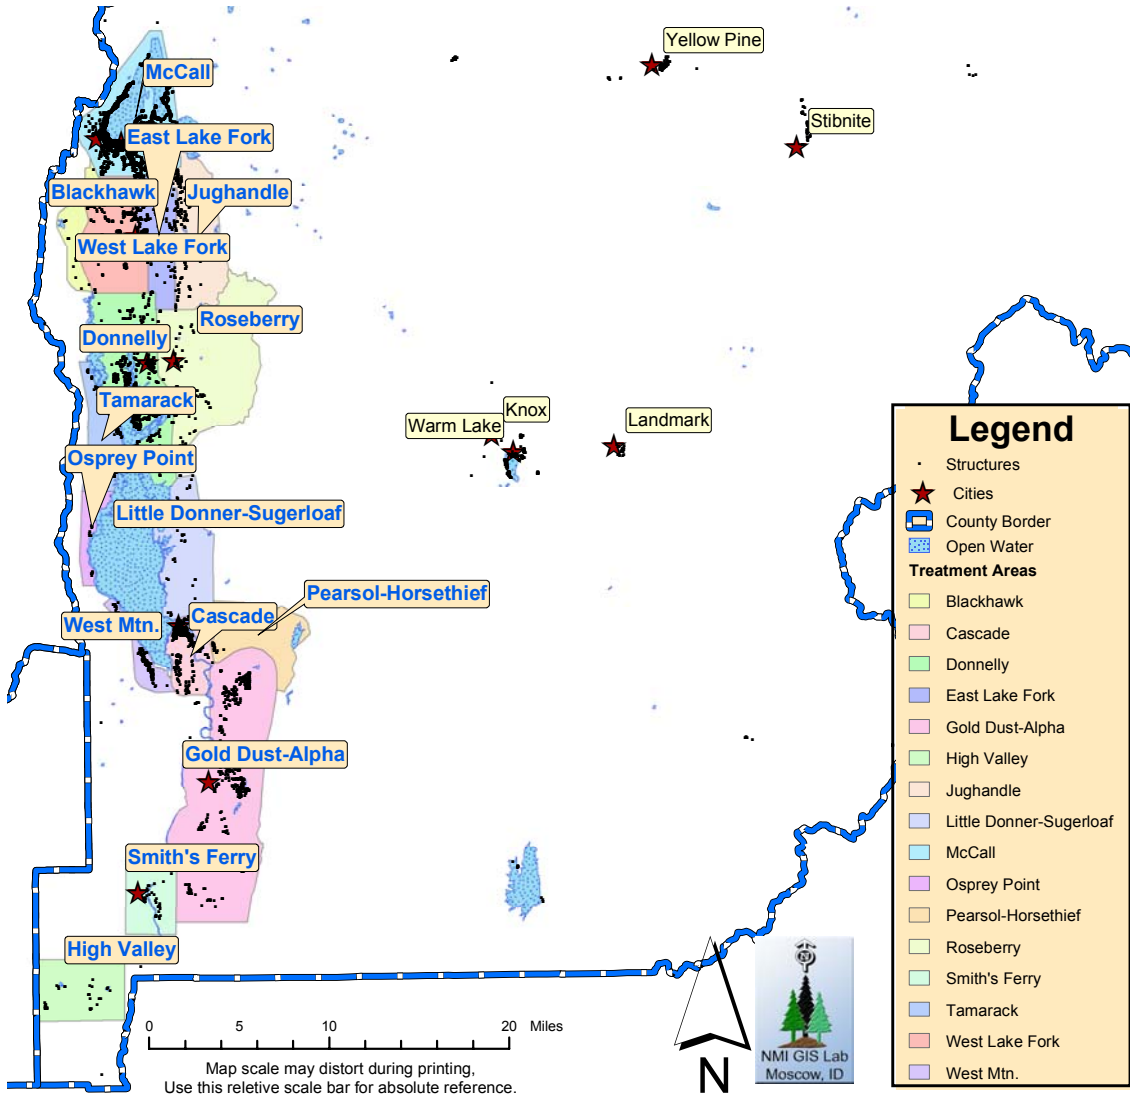 Yellow Pine
McCall
Stibnite
East Lake Fork
Blackhawk
Jughandle
West Lake Fork
Roseberry
Donnelly
Tamarack
Knox
Warm Lake
Landmark
Osprey Point
Little Donner-Sugerloaf
Pearsol-Horsethief
West Mtn.
Cascade
Gold Dust-Alpha
Smith's Ferry
High Valley
Legend
Structures
Cities
County Border
Open Water
Treatment Areas
Blackhawk
Cascade
Donnelly
East Lake Fork
Gold Dust-Alpha
High Valley
Jughandle
Little Donner-Sugerloaf
McCall
Osprey Point
Pearsol-Horsethief
Roseberry
Smith's Ferry
Tamarack
West Lake Fork
West Mtn.
0 5 10 20 Miles
Map scale may distort during printing,
Use this reletive scale bar for absolute reference.
N
N
NMI GIS Lab
Moscow, ID